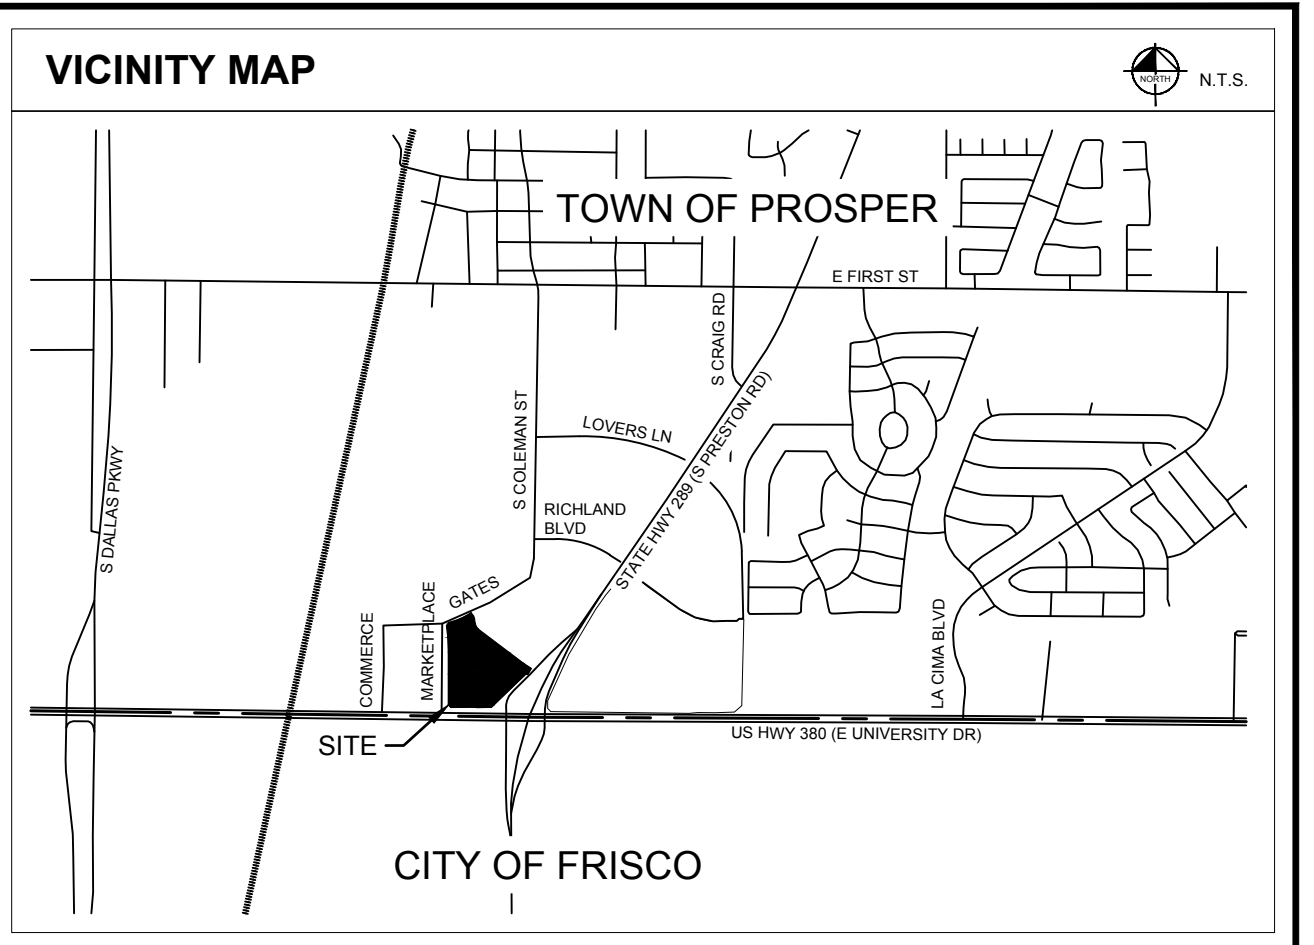 VICINITY MAP
NORTH
N.T.S.
TOWN OF PROSPER
E FIRST ST
S CRAIG RD
S COLEMAN ST
LOVERS LN
STATE HWY 289 (S PRESTON RD)
S DALLAS PKWY
RICHLAND
BLVD
GATES
MARKETPLACE
COMMERCE
LA CIMA BLVD
SITE
US HWY 380 (E UNIVERSITY DR)
CITY OF FRISCO